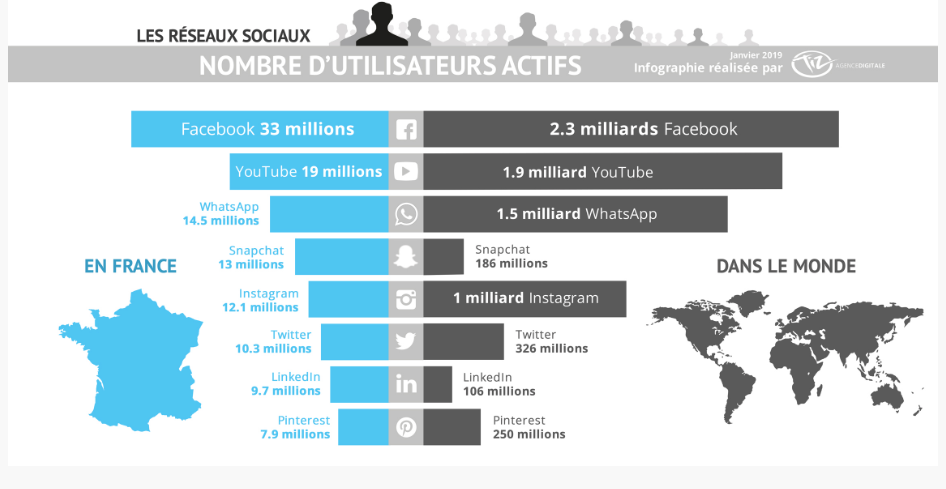 LES RÉSEAUX SOCIAUX
NOMBRE D'UTILISATEURS ACTIFS
Janvier 2019
Infographie réalisée par
Tiz AGENCEDIGITALE
Facebook 33 millions
2.3 milliards Facebook
YouTube 19 millions
1.9 milliard YouTube
WhatsApp
14.5 millions
1.5 milliard WhatsApp
Snapchat
13 millions
Snapchat
186 millions
EN FRANCE
DANS LE MONDE
Instagram
12.1 millions
1 milliard Instagram
Twitter
10.3 millions
Twitter
326 millions
LinkedIn
9.7 millions
in
LinkedIn
106 millions
Pinterest
7.9 millions
Pinterest
250 millions